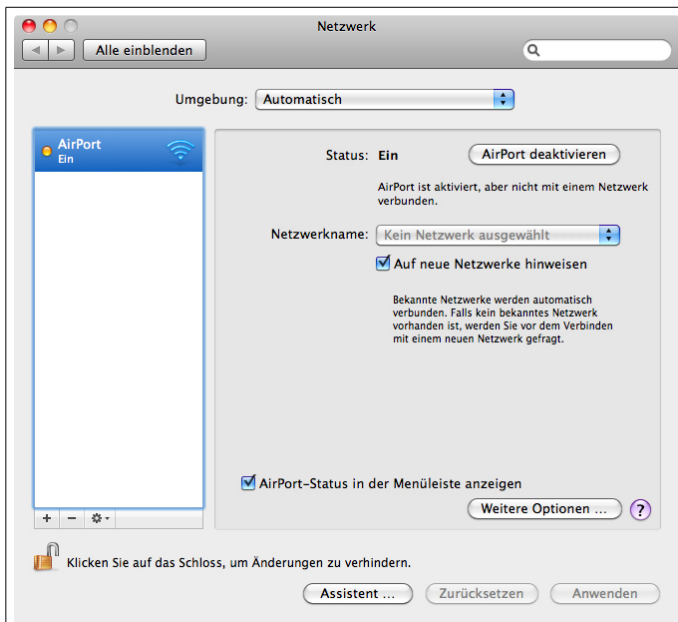 Netzwerk
Alle einblenden
Umgebung: Automatisch
AirPort
Ein
Status: Ein
AirPort deaktivieren
AirPort ist aktiviert, aber nicht mit einem Netzwerk
verbunden.
Netzwerkname: Kein Netzwerk ausgewählt
Auf neue Netzwerke hinweisen
Bekannte Netzwerke werden automatisch
verbunden. Falls kein bekanntes Netzwerk
vorhanden ist, werden Sie vor dem Verbinden
mit einem neuen Netzwerk gefragt.
AirPort-Status in der Menüleiste anzeigen
Weitere Optionen ... ?
Klicken Sie auf das Schloss, um Änderungen zu verhindern.
Assistent ... Zurücksetzen Anwenden